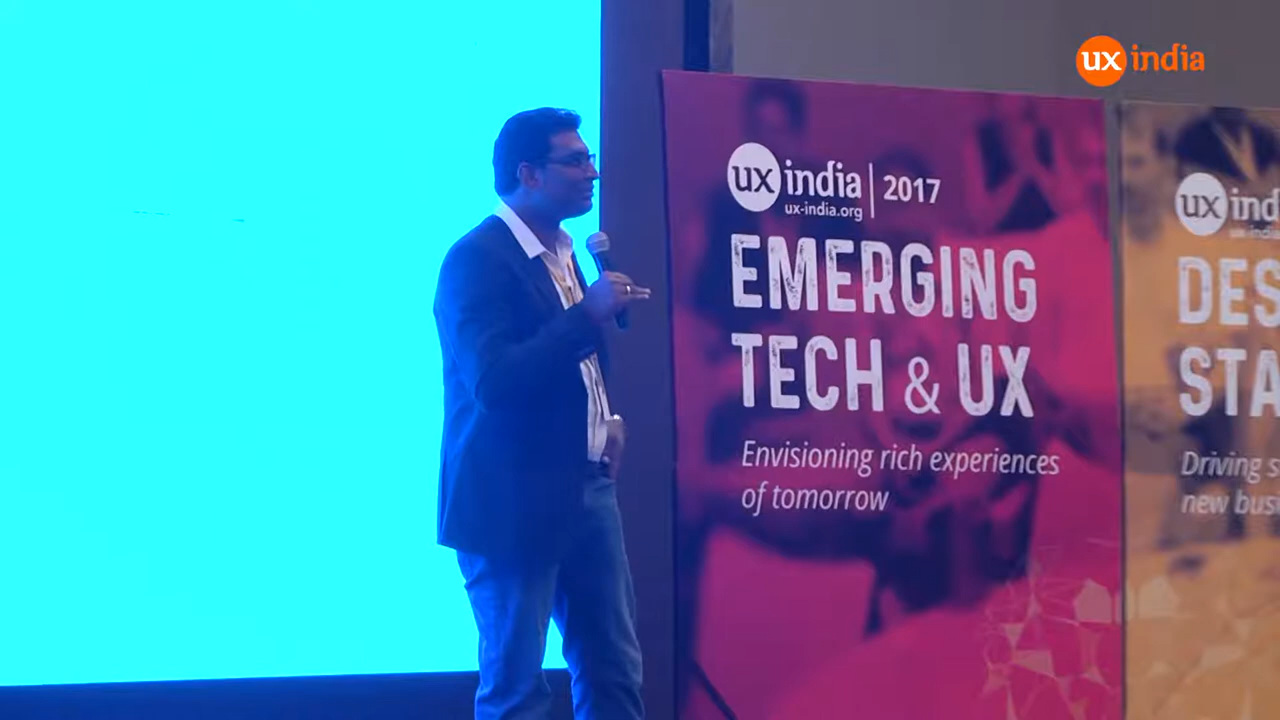 ux india
ux india | 2017
ux-india.org
EMERGING
TECH & UX
Envisioning rich experiences
of tomorrow
ux ind
DES
STA
Driving s
new bus